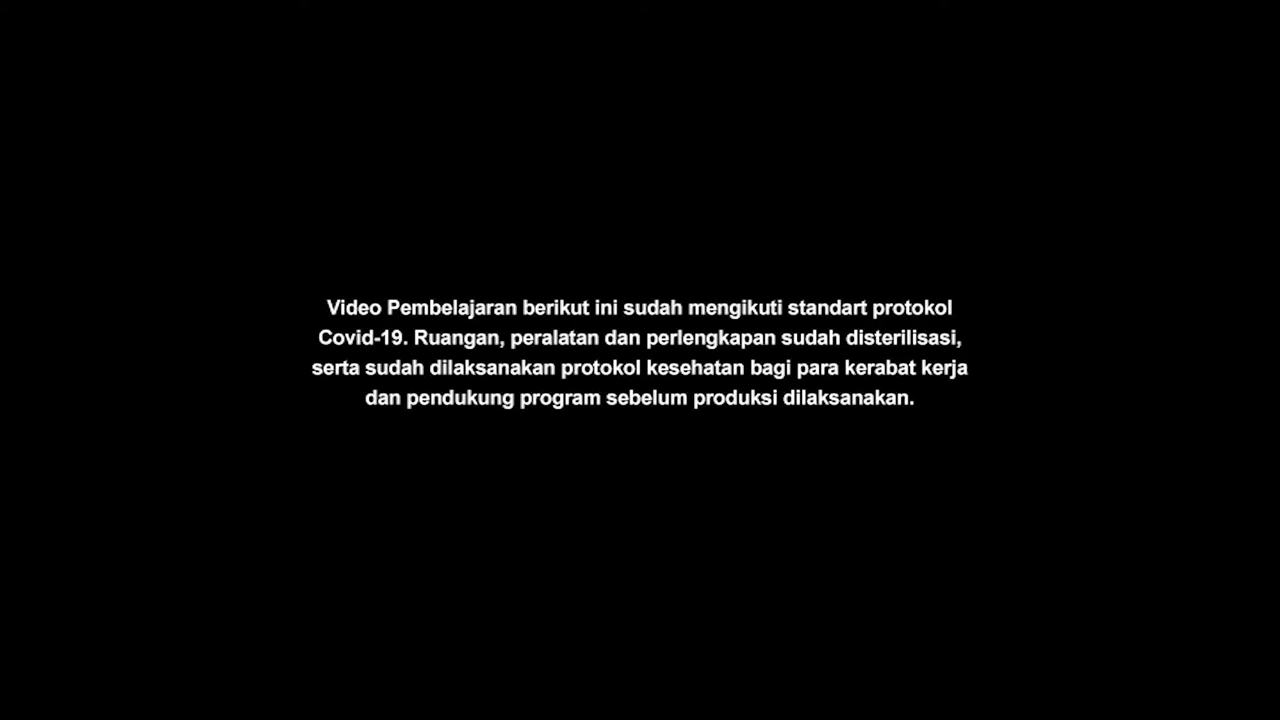 Video Pembelajaran berikut ini sudah mengikuti standart protokol
Covid-19. Ruangan, peralatan dan perlengkapan sudah disterilisasi,
serta sudah dilaksanakan protokol kesehatan bagi para kerabat kerja
dan pendukung program sebelum produksi dilaksanakan.